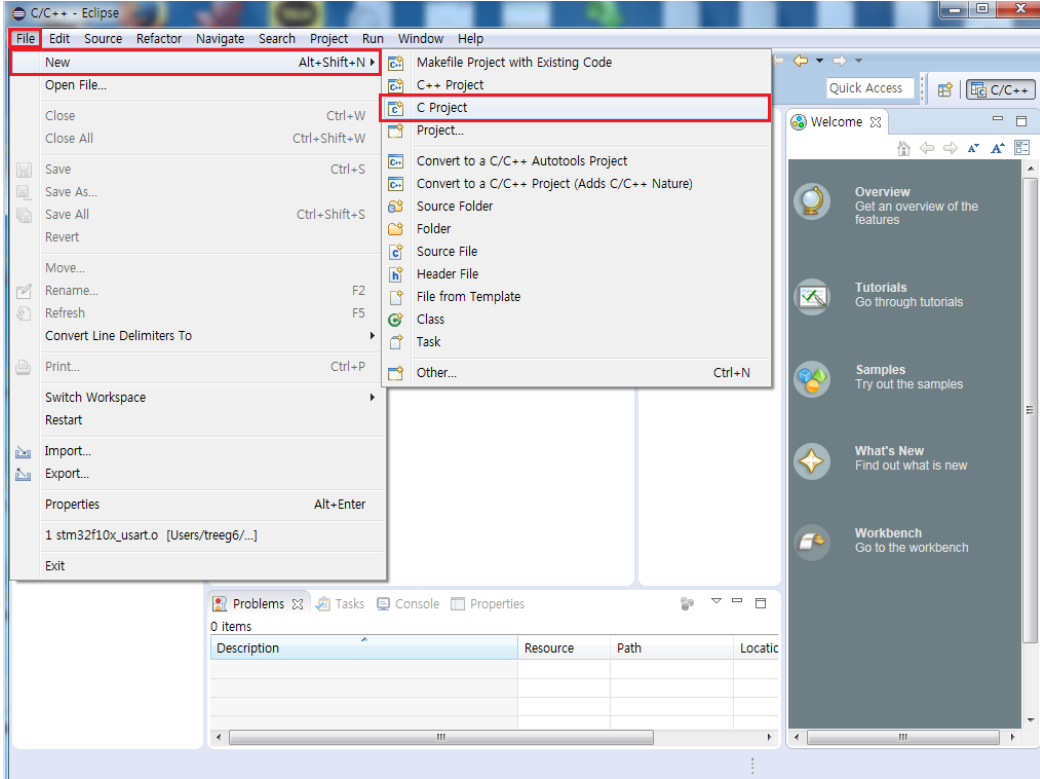 C/C++ - Eclipse
File Edit Source Refactor Navigate Search Project Run Window Help
New Alt+Shift+N
Open File...
Close Ctrl+W
Close All Ctrl+Shift+W
Save Ctrl+S
Save As...
Save All Ctrl+Shift+S
Revert
Move...
Rename... F2
Refresh F5
Convert Line Delimiters To
Print... Ctrl+P
Switch Workspace
Restart
Import...
Export...
Properties Alt+Enter
1 stm32f10x_usart.o [Users/treeg6/...]
Exit
Makefile Project with Existing Code
C++ Project
C Project
Project...
Convert to a C/C++ Autotools Project
Convert to a C/C++ Project (Adds C/C++ Nature)
Source Folder
Folder
Source File
Header File
File from Template
Class
Task
Other... Ctrl+N
Quick Access C/C++
Welcome
Overview
Get an overview of the
features
Tutorials
Go through tutorials
Samples
Try out the samples
What's New
Find out what is new
Workbench
Go to the workbench
Problems Tasks Console Properties
0 items
Description Resource Path Locatic